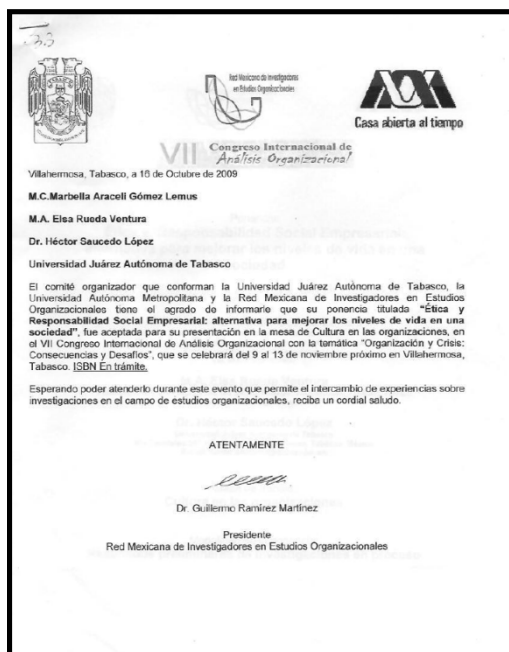 Red Mexicana de Investigadores
en Estudios Organizacionales
Casa abierta al tiempo
VII Congreso Internacional de
Análisis Organizacional
Villahermosa, Tabasco, a 16 de Octubre de 2009
M.C.Marbella Araceli Gómez Lemus
M.A. Elsa Rueda Ventura
Dr. Héctor Saucedo López
Universidad Juárez Autónoma de Tabasco
El comité organizador que conforman la Universidad Juárez Autónoma de Tabasco, la
Universidad Autónoma Metropolitana y la Red Mexicana de Investigadores en Estudios
Organizacionales tiene el agrado de informarle que su ponencia titulada "Ética y
Responsabilidad Social Empresarial: alternativa para mejorar los niveles de vida en una
sociedad", fue aceptada para su presentación en la mesa de Cultura en las organizaciones, en
el VII Congreso Internacional de Análisis Organizacional con la temática "Organización y Crisis:
Consecuencias y Desafíos", que se celebrará del 9 al 13 de noviembre próximo en Villahermosa,
Tabasco. ISBN En trámite.
Esperando poder atenderlo durante este evento que permite el intercambio de experiencias sobre
investigaciones en el campo de estudios organizacionales, reciba un cordial saludo.
ATENTAMENTE
Dr. Guillermo Ramírez Martínez
Presidente
Red Mexicana de Investigadores en Estudios Organizacionales